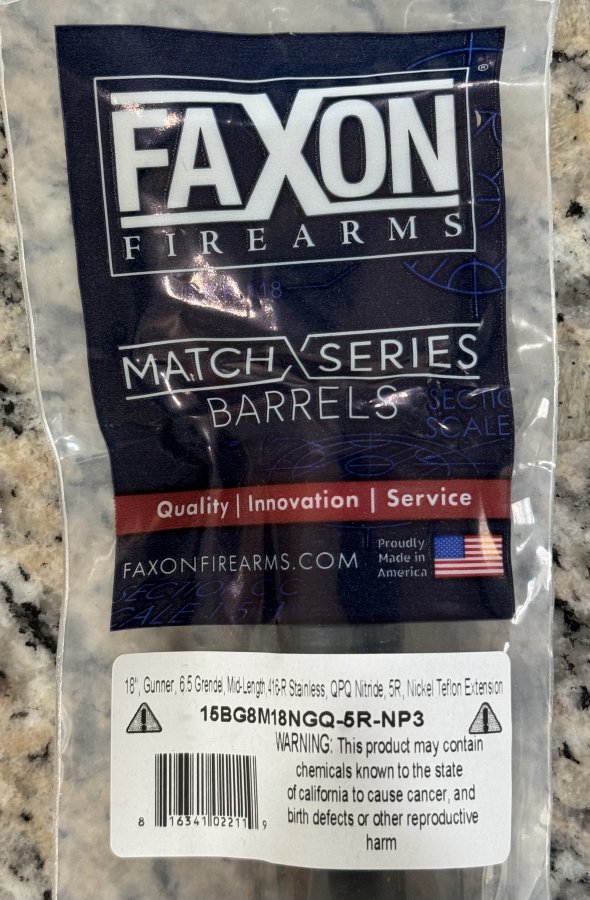 FAXON
®
FIREARMS
MATCH SERIES
BARRELS
SECTIO
SCALE
Quality | Innovation | Service
FAXONFIREARMS.COM
Proudly
Made in
America
18", Gunner, 6.5 Grendel, Mid-Length, 416-R Stainless, QPQ Nitride, 5R, Nickel Teflon Extension
15BG8M18NGQ-5R-NP3
WARNING: This product may contain
chemicals known to the state
of california to cause cancer, and
birth defects or other reproductive
harm
8 16341 02211 9